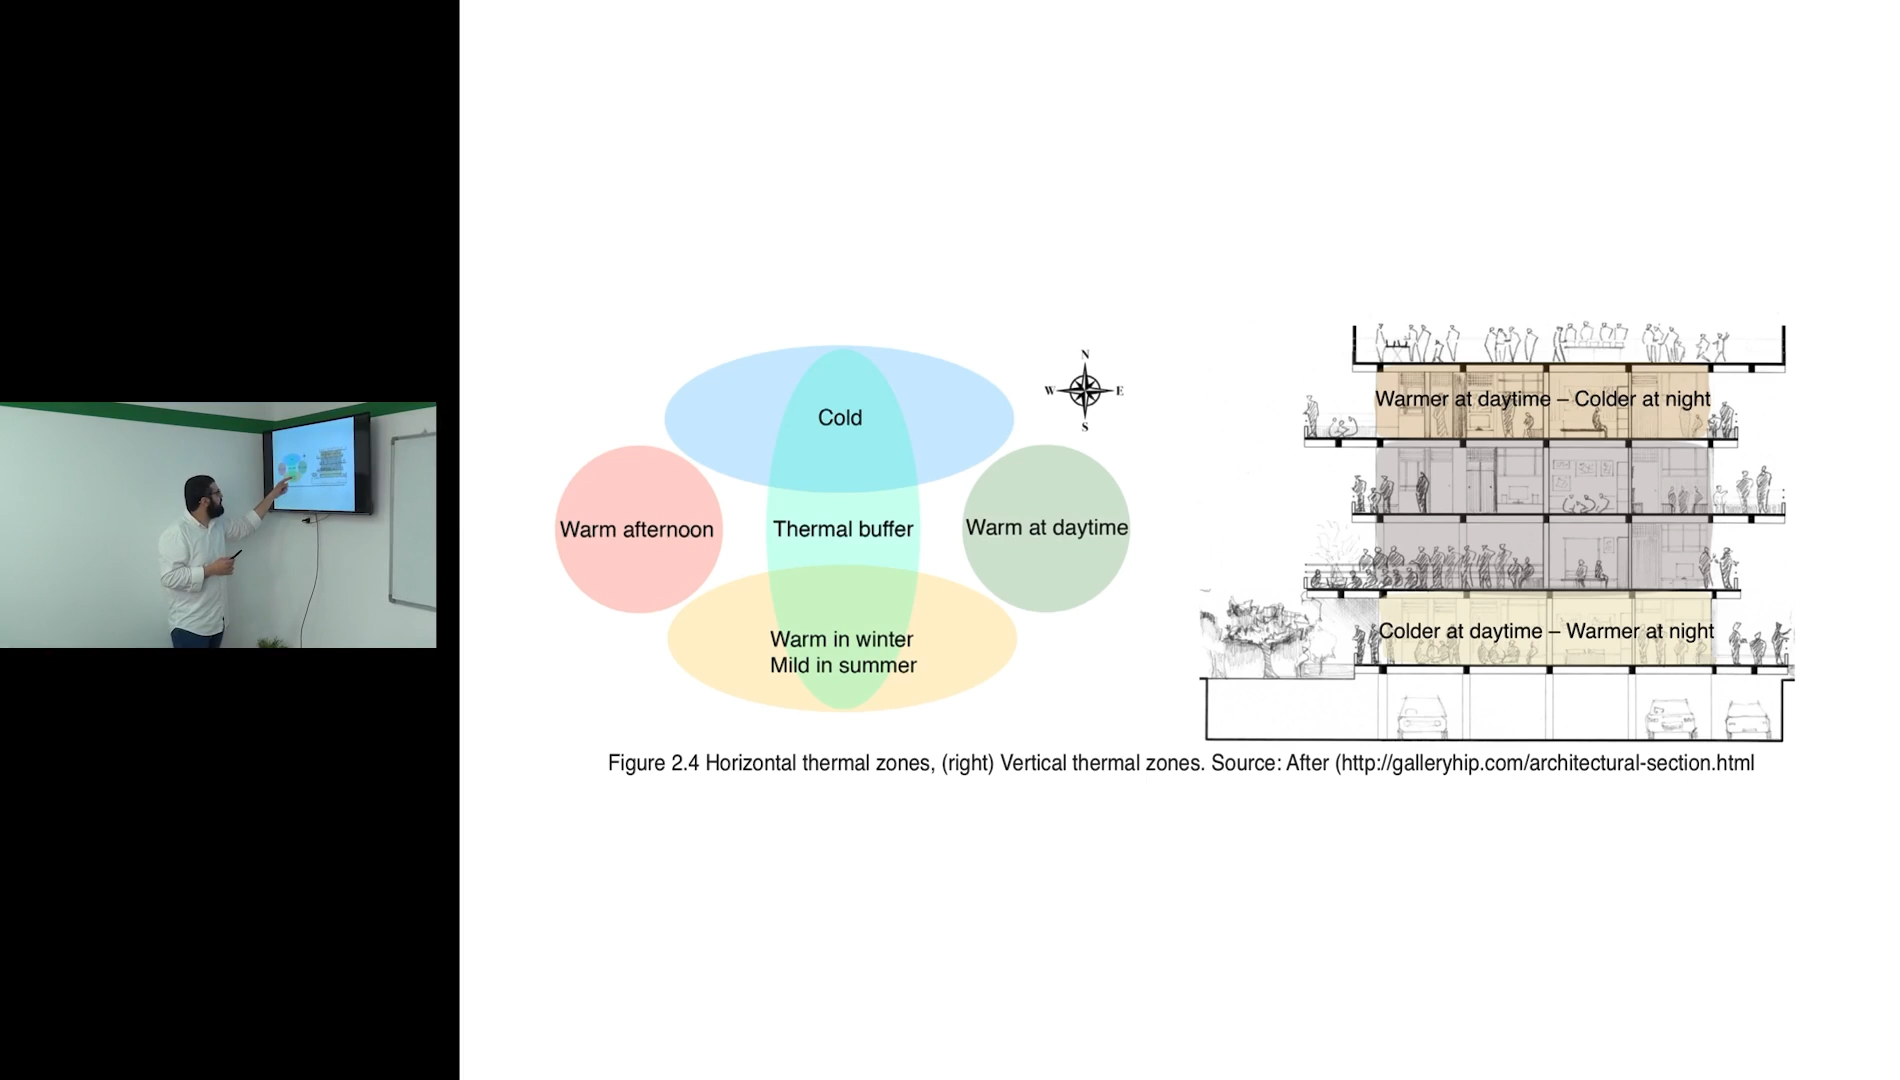 N
W E
S
Cold
Warm afternoon
Thermal buffer
Warm at daytime
Warm in winter
Mild in summer
Warmer at daytime – Colder at night
Colder at daytime – Warmer at night
Figure 2.4 Horizontal thermal zones, (right) Vertical thermal zones. Source: After (http://galleryhip.com/architectural-section.html